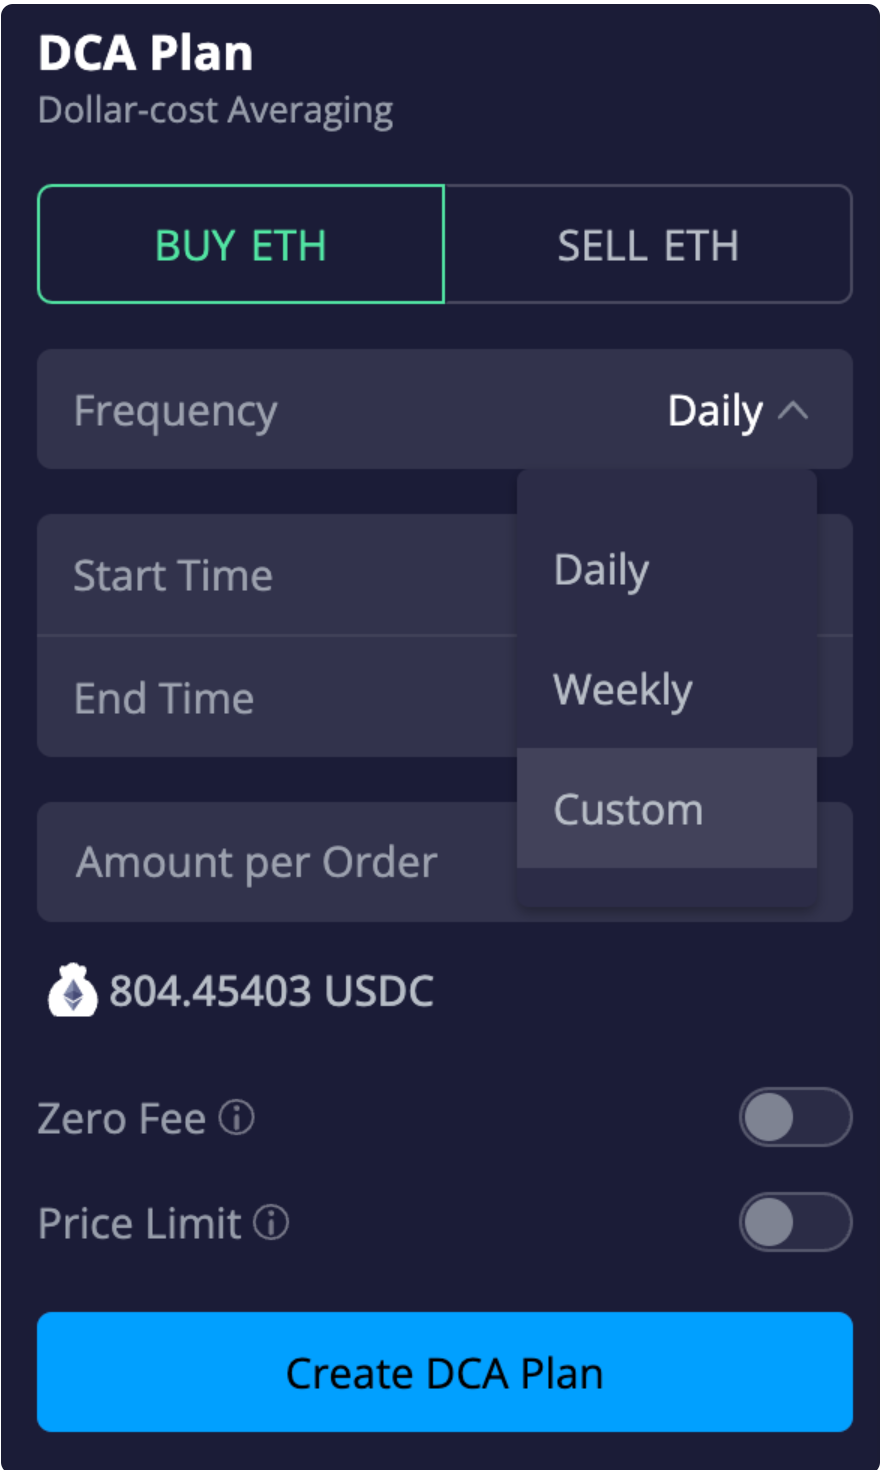 DCA Plan
Dollar-cost Averaging
BUY ETH SELL ETH
Frequency Daily
Start Time
End Time
Daily
Weekly
Custom
Amount per Order
804.45403 USDC
Zero Fee
Price Limit
Create DCA Plan